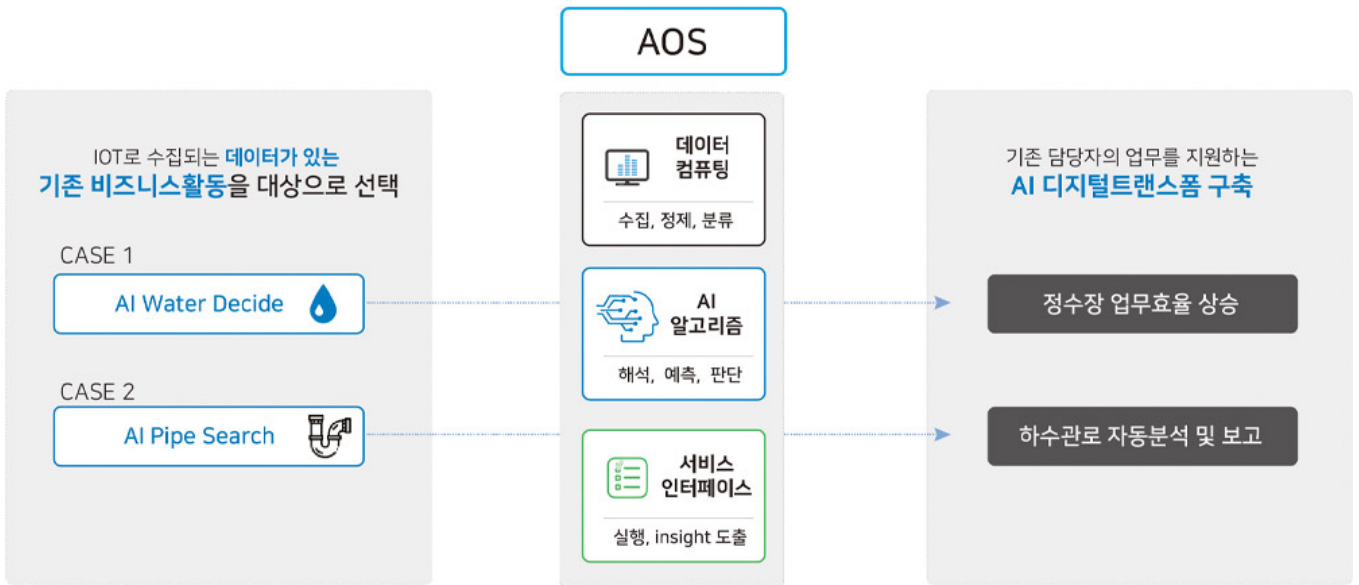 AOS
IOT로 수집되는 데이터가 있는
기존 비즈니스활동을 대상으로 선택
CASE 1
AI Water Decide
CASE 2
AI Pipe Search
데이터
컴퓨팅
수집, 정제, 분류
AI
알고리즘
해석, 예측, 판단
서비스
인터페이스
실행, insight 도출
기존 담당자의 업무를 지원하는
AI 디지털트랜스폼 구축
정수장 업무효율 상승
하수관로 자동분석 및 보고